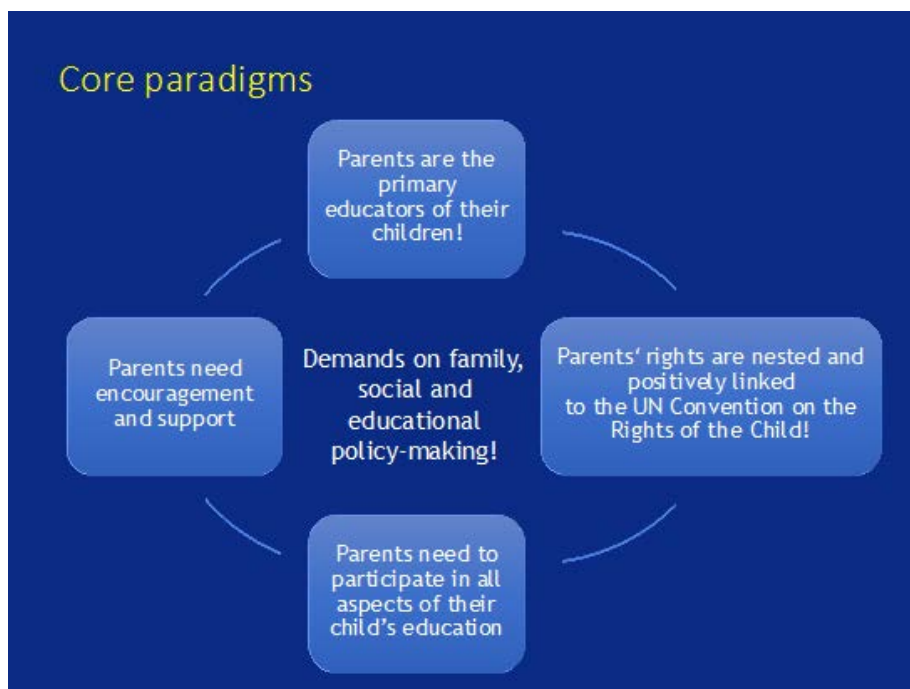 Core paradigms
Parents are the
primary
educators of their
children!
Parents need
encouragement
and support
Demands on family,
social and
educational
policy-making!
Parents‘ rights are nested and
positively linked
to the UN Convention on the
Rights of the Child!
Parents need to
participate in all
aspects of their
child’s education